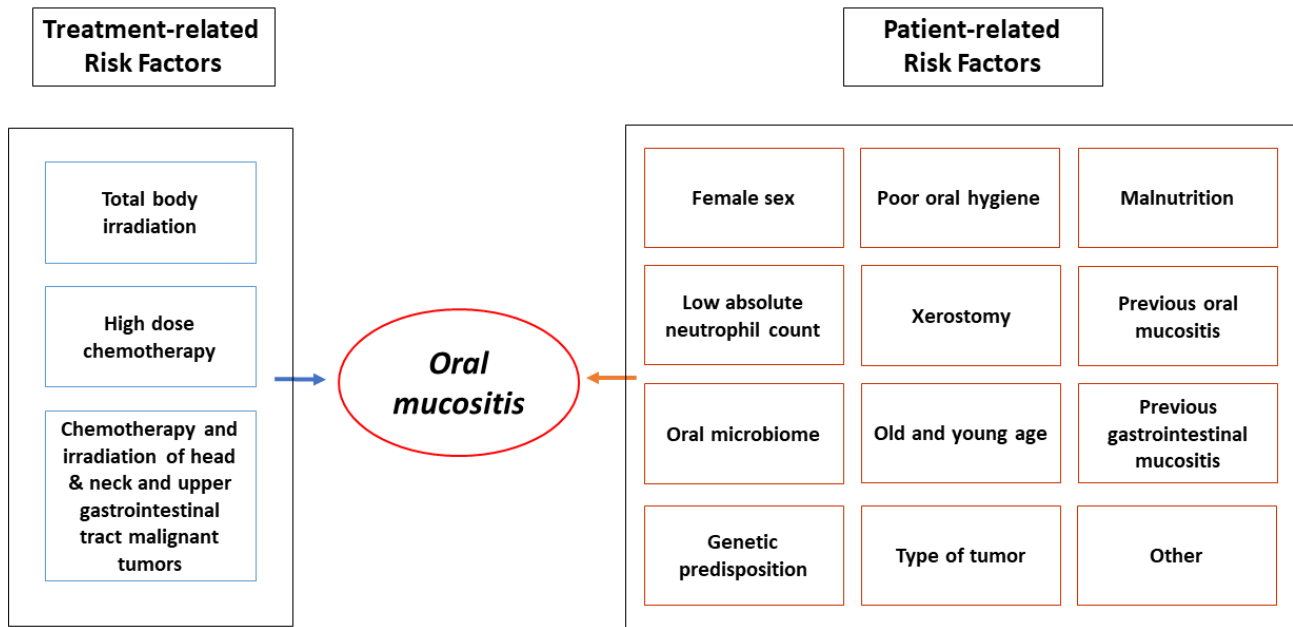 Treatment-related
Risk Factors
Patient-related
Risk Factors
Total body
irradiation
High dose
chemotherapy
Chemotherapy and
irradiation of head
& neck and upper
gastrointestinal
tract malignant
tumors
Oral
mucositis
Female sex
Poor oral hygiene
Malnutrition
Low absolute
neutrophil count
Xerostomy
Previous oral
mucositis
Oral microbiome
Old and young age
Previous
gastrointestinal
mucositis
Genetic
predisposition
Type of tumor
Other